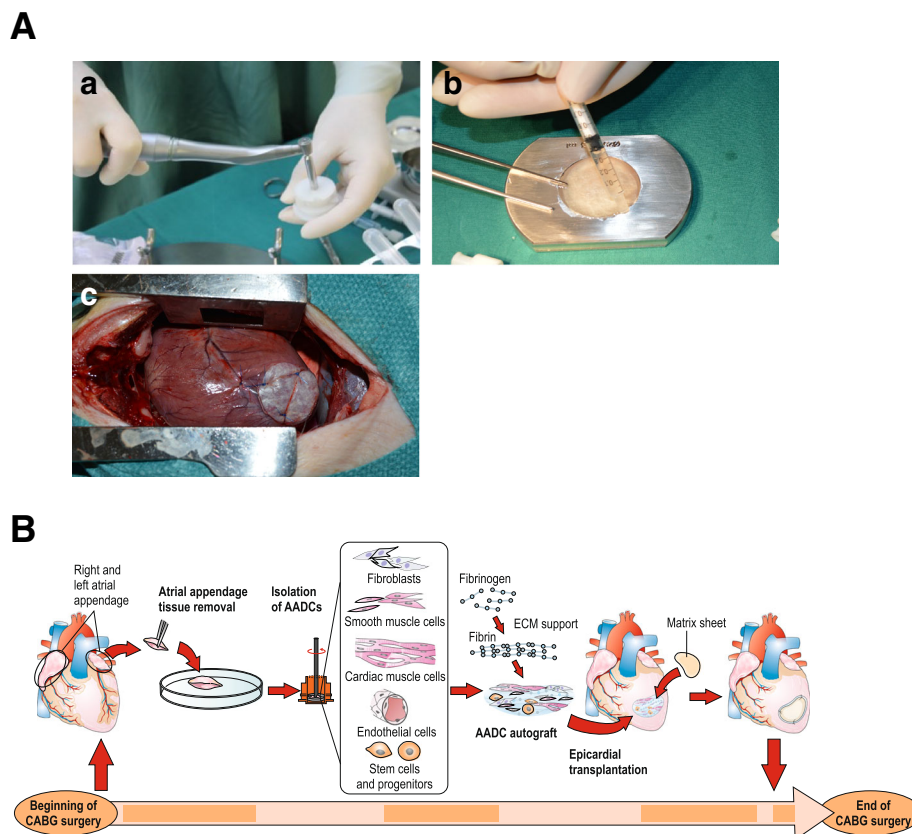 A
a
b
c
B
Right and
left atrial
appendage
Atrial appendage
tissue removal
Isolation
of AADCs
Fibroblasts
Smooth muscle cells
Cardiac muscle cells
Endothelial cells
Stem cells
and progenitors
Fibrinogen
ECM support
Fibrin
AADC autograft
Epicardial
transplantation
Matrix sheet
Beginning of
CABG surgery
End of
CABG surgery